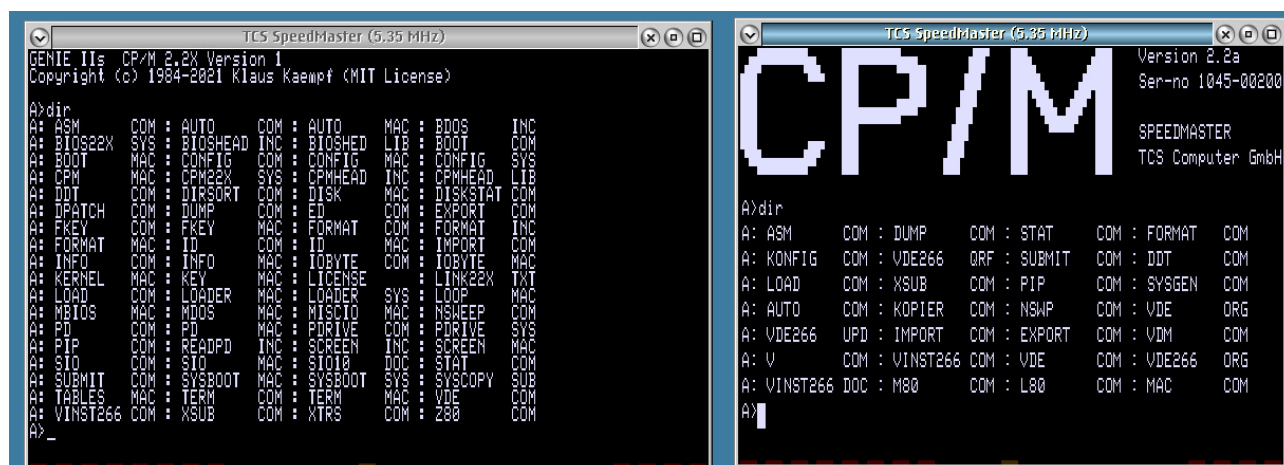 TCS SpeedMaster (5.35 MHz)
GENIE IIs CP/M 2.2X Version 1
Copyright (c) 1984-2021 Klaus Kaempf (MIT License)
A>dir
A: ASM COM : AUTO COM : AUTO MAC : BDOS INC
A: BIOS22X SYS : BIOSHEAD INC : BIOSHED LIB : BOOT COM
A: BOOT MAC : CONFIG COM : CONFIG MAC : CONFIG SYS
A: CPM MAC : CPM22X SYS : CPMHEAD INC : CPMHEAD LIB
A: DDT COM : DIRSORT COM : DISK MAC : DISKSTAT COM
A: DPATCH COM : DUMP COM : ED COM : EXPORT COM
A: FKEY COM : FKEY MAC : FORMAT COM : FORMAT INC
A: FORMAT MAC : ID COM : ID MAC : IMPORT COM
A: INFO COM : INFO MAC : IOBYTE COM : IOBYTE MAC
A: KERNEL MAC : KEY MAC : LICENSE : LINK22X TXT
A: LOAD COM : LOADER MAC : LOADER SYS : LOOP MAC
A: MBIOS MAC : MDOS MAC : MISCIO MAC : NSWEEP COM
A: PD COM : PD MAC : PDRIVE COM : PDRIVE SYS
A: PIP COM : READPD INC : SCREEN INC : SCREEN MAC
A: SIO COM : SIO MAC : SIO10 DOC : STAT COM
A: SUBMIT COM : SYSBOOT MAC : SYSBOOT SYS : SYSCOPY SUB
A: TABLES MAC : TERM COM : TERM MAC : VDE COM
A: VINST266 COM : XSUB COM : XTRS COM : Z80 COM
A>_
TCS SpeedMaster (5.35 MHz)
CP/M
Version 2.2a
Ser-no 1045-00200
SPEEDMASTER
TCS Computer GmbH
A>dir
A: ASM COM : DUMP COM : STAT COM : FORMAT COM
A: KONFIG COM : VDE266 QRF : SUBMIT COM : DDT COM
A: LOAD COM : XSUB COM : PIP COM : SYSGEN COM
A: AUTO COM : KOPIER COM : NSWP COM : VDE ORG
A: VDE266 UPD : IMPORT COM : EXPORT COM : VDM COM
A: V COM : VINST266 COM : VDE COM : VDE266 ORG
A: VINST266 DOC : M80 COM : L80 COM : MAC COM
A>